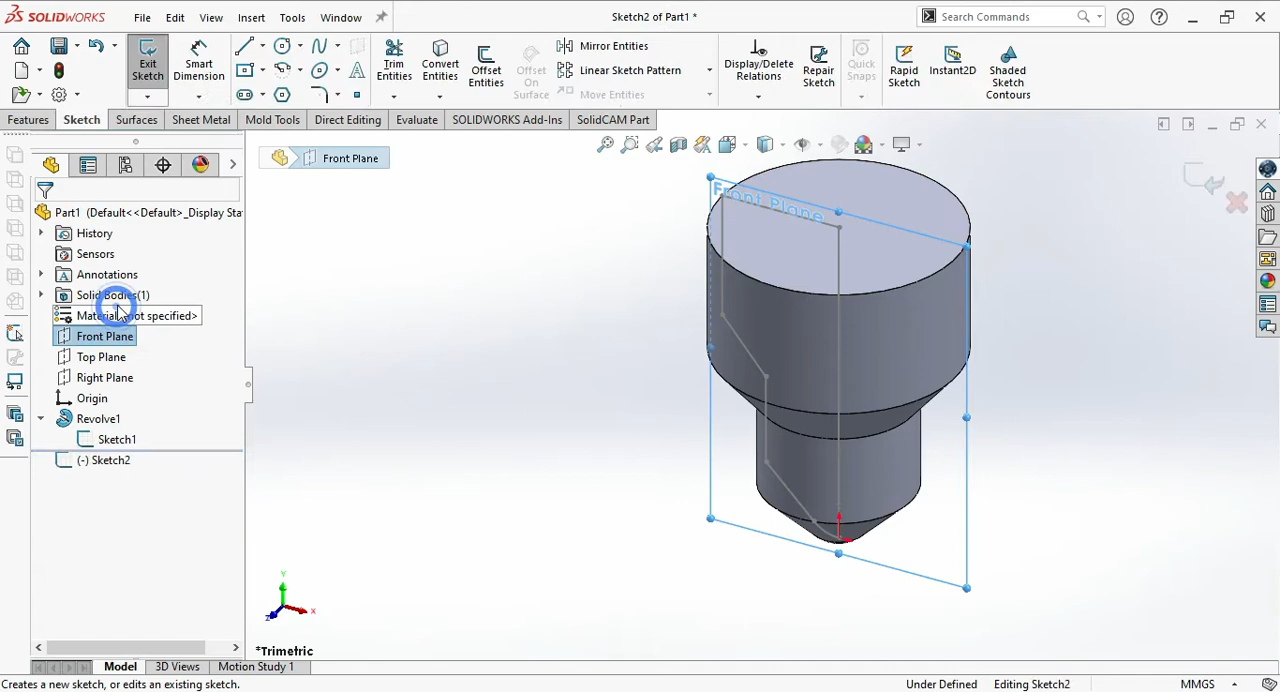 SOLIDWORKS File Edit View Insert Tools Window Sketch2 of Part1 * Search Commands
Exit Sketch
Smart Dimension
Trim Entities
Convert Entities
Offset Entities
Offset On Surface
Mirror Entities
Linear Sketch Pattern
Move Entities
Display/Delete Relations
Repair Sketch
Quick Snaps
Rapid Sketch
Instant2D
Shaded Sketch Contours
Features Sketch Surfaces Sheet Metal Mold Tools Direct Editing Evaluate SOLIDWORKS Add-Ins SolidCAM Part
Front Plane
Front Plane
Part1 (Default<<Default>_Display Sta
History
Sensors
Annotations
Solid Bodies(1)
Material <not specified>
Front Plane
Top Plane
Right Plane
Origin
Revolve1
Sketch1
(-) Sketch2
Y
X
Z
*Trimetric
Model 3D Views Motion Study 1
Creates a new sketch, or edits an existing sketch. Under Defined Editing Sketch2 MMGS